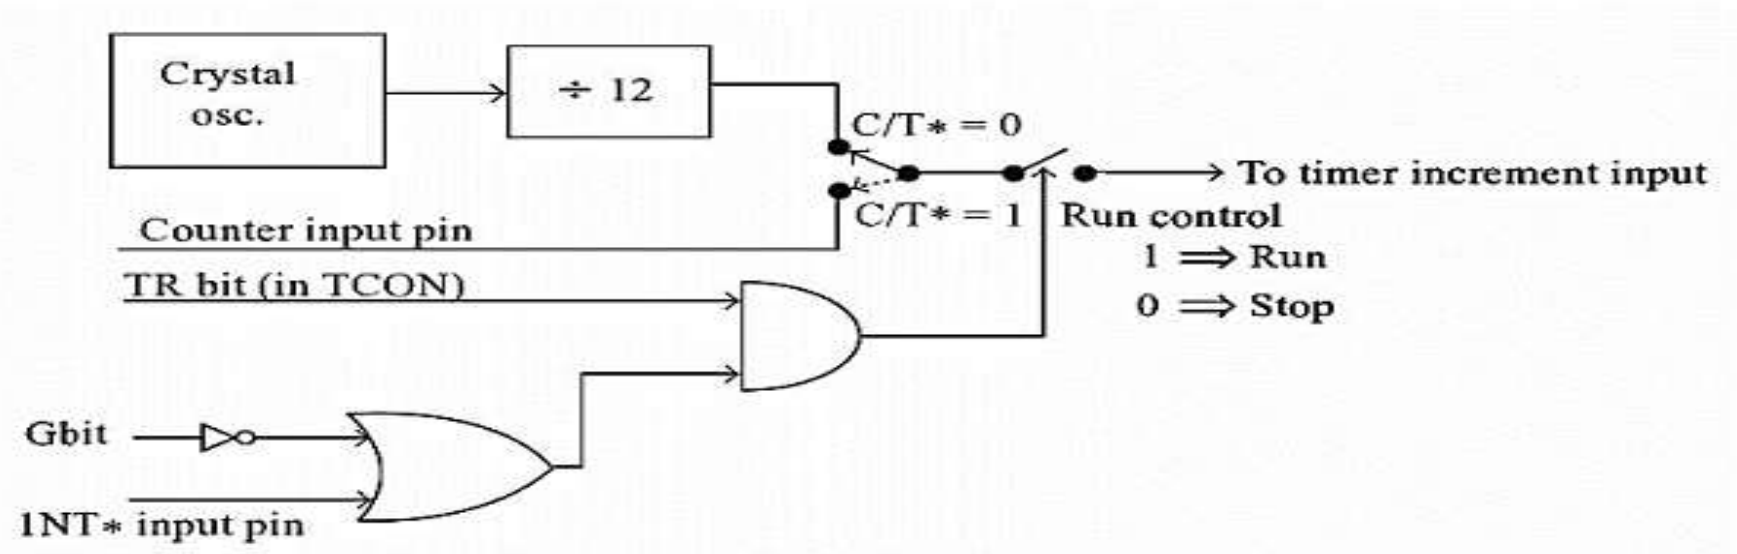 Crystal
osc.
÷ 12
C/T* = 0
To timer increment input
C/T* = 1
Run control
1 ⇒ Run
0 ⇒ Stop
Counter input pin
TR bit (in TCON)
Gbit
1NT* input pin